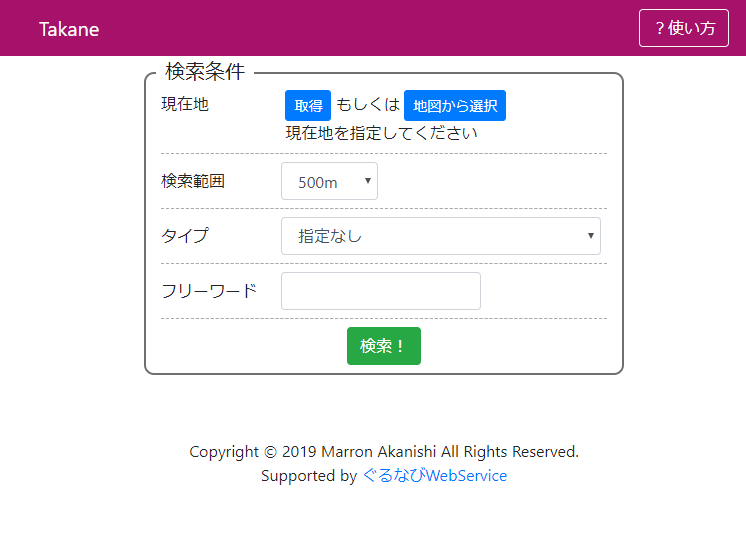 Takane
？使い方
検索条件
現在地
取得 もしくは 地図から選択
現在地を指定してください
検索範囲
500m
タイプ
指定なし
フリーワード
検索！
Copyright © 2019 Marron Akanishi All Rights Reserved.
Supported by ぐるなびWebService